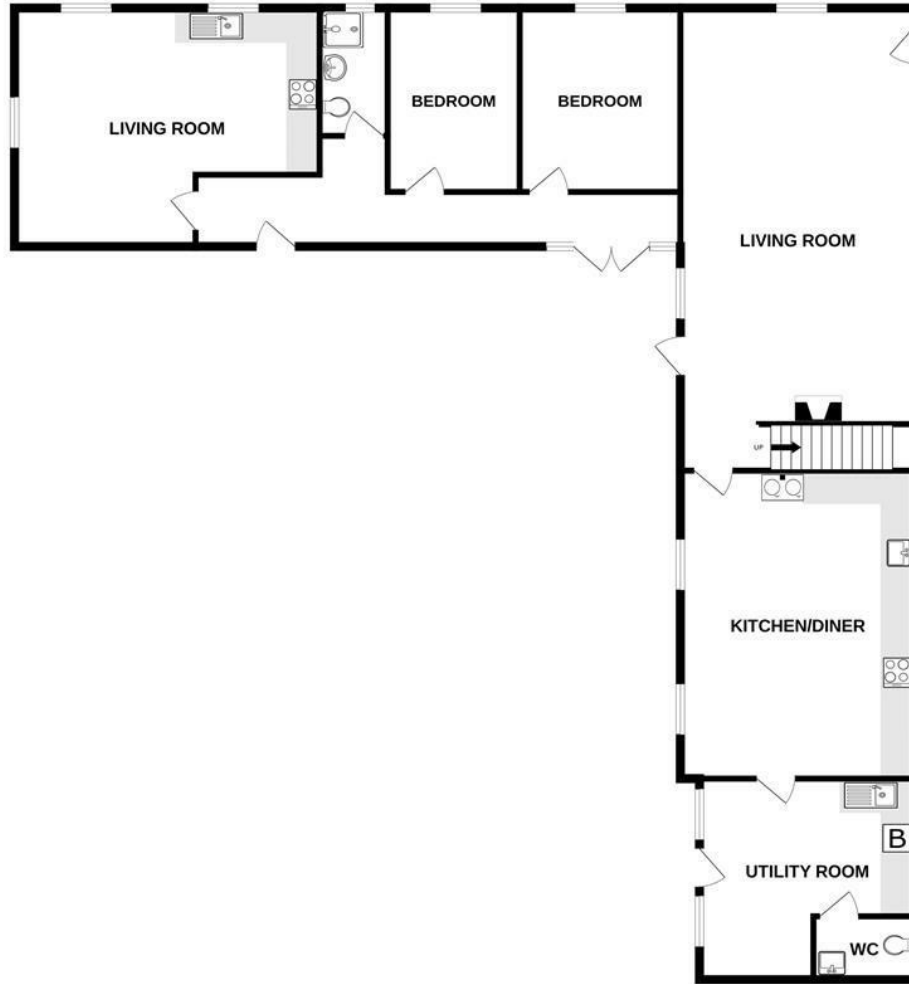 LIVING ROOM
BEDROOM
BEDROOM
LIVING ROOM
UP
KITCHEN/DINER
B
UTILITY ROOM
WC